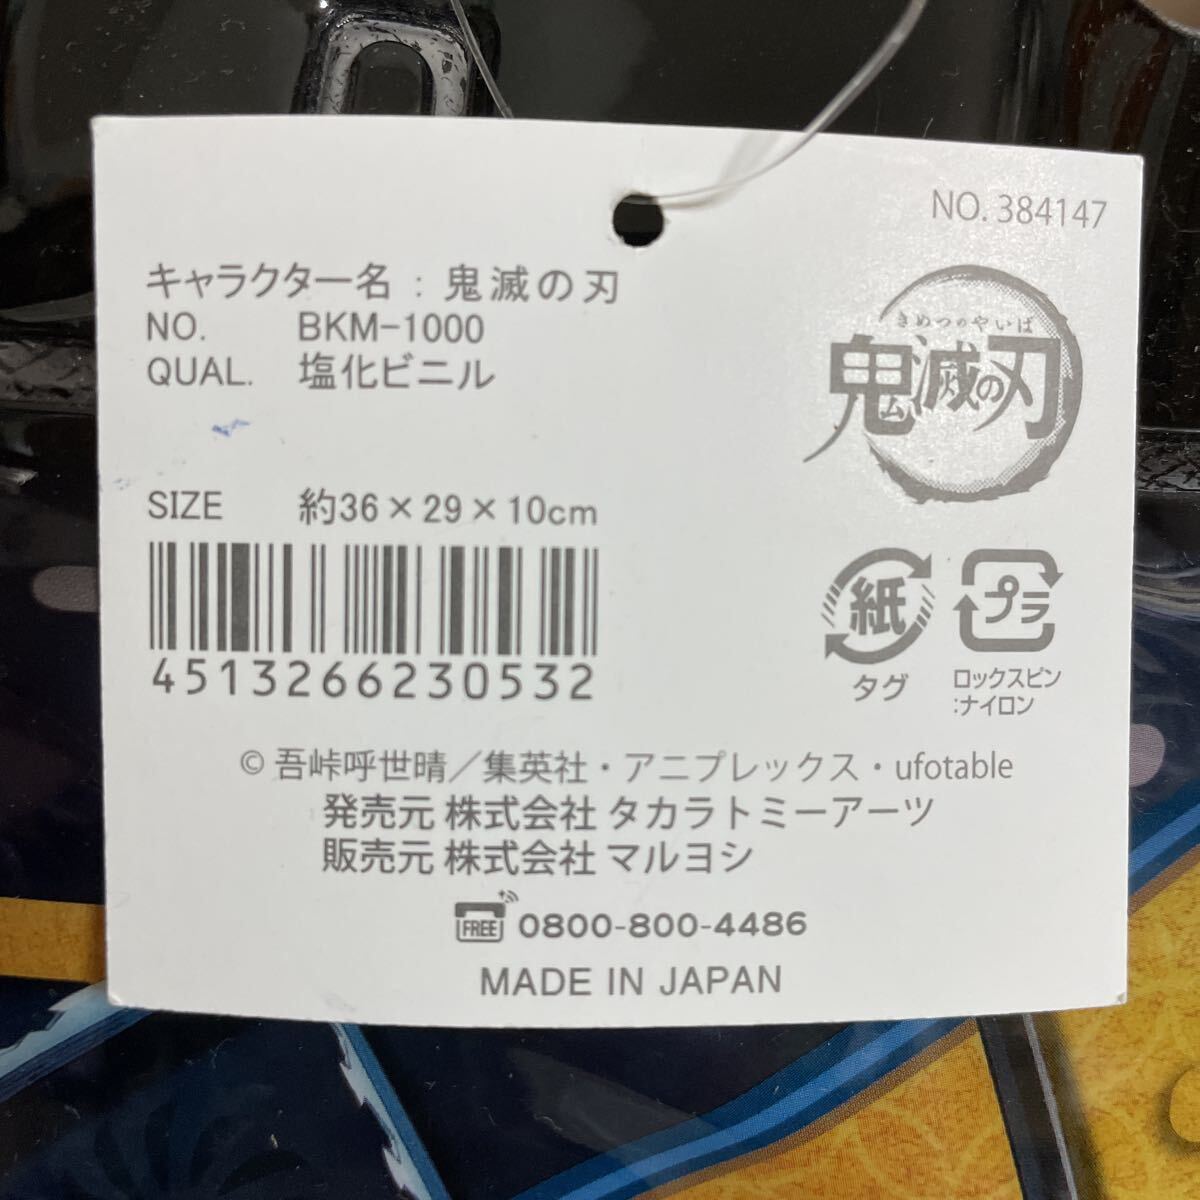 NO. 384147
キャラクター名 : 鬼滅の刃
NO. BKM-1000
QUAL. 塩化ビニル
きめつのやいば
鬼滅の刃
SIZE 約36×29×10cm
4513266230532
紙
タグ
プラ
ロックスピン
:ナイロン
© 吾峠呼世晴／集英社・アニプレックス・ufotable
発売元 株式会社 タカラトミーアーツ
販売元 株式会社 マルヨシ
FREE 0800-800-4486
MADE IN JAPAN